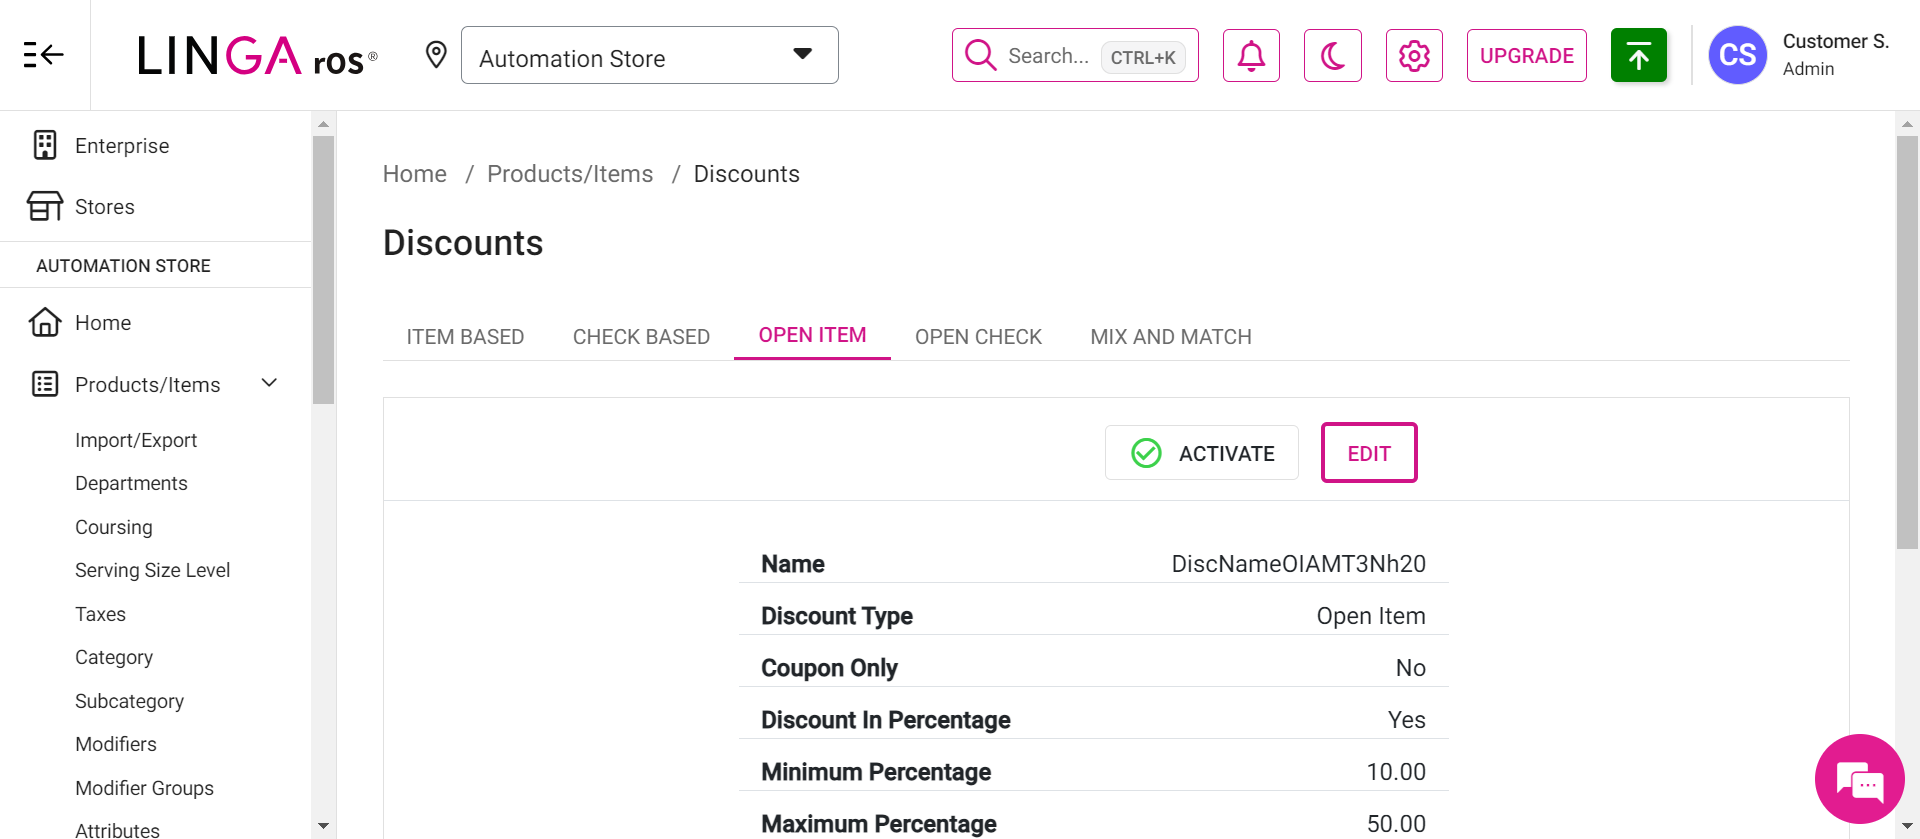 LINGA ros®
Automation Store
Search... CTRL+K
UPGRADE
CS
Customer S.
Admin
Enterprise
Stores
AUTOMATION STORE
Home
Products/Items
Import/Export
Departments
Coursing
Serving Size Level
Taxes
Category
Subcategory
Modifiers
Modifier Groups
Attributes
Home / Products/Items / Discounts
Discounts
ITEM BASED CHECK BASED OPEN ITEM OPEN CHECK MIX AND MATCH
ACTIVATE EDIT
Name DiscNameOIAMT3Nh20
Discount Type Open Item
Coupon Only No
Discount In Percentage Yes
Minimum Percentage 10.00
Maximum Percentage 50.00